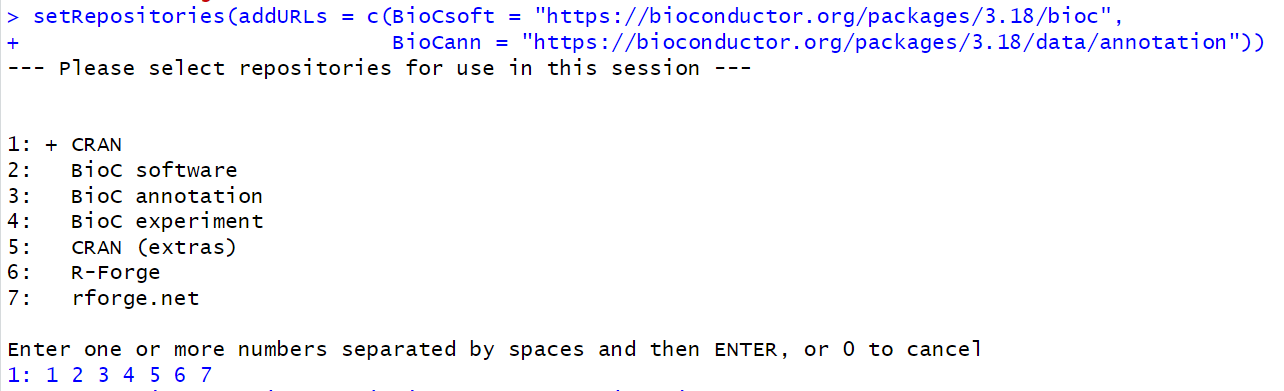 > setRepositories(addURLs = c(BioCsoft = "https://bioconductor.org/packages/3.18/bioc",
+                              BioCann = "https://bioconductor.org/packages/3.18/data/annotation"))
--- Please select repositories for use in this session ---
1: + CRAN
2:   BioC software
3:   BioC annotation
4:   BioC experiment
5:   CRAN (extras)
6:   R-Forge
7:   rforge.net
Enter one or more numbers separated by spaces and then ENTER, or 0 to cancel
1: 1 2 3 4 5 6 7